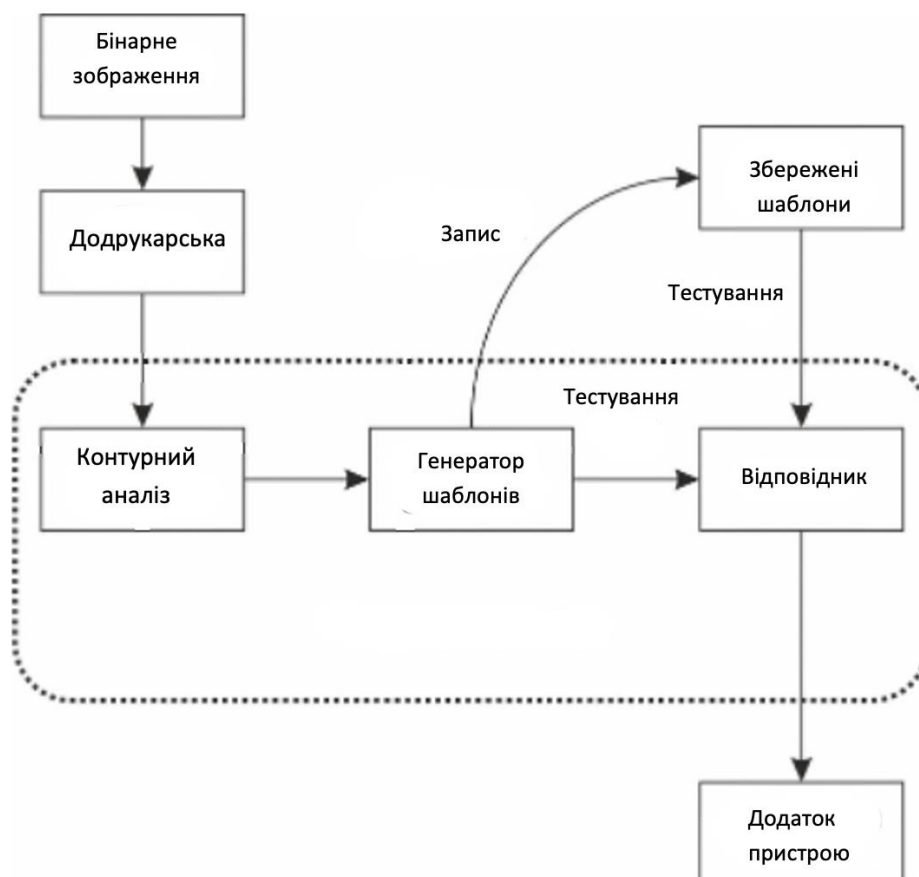 Бінарне
зображення
Збережені
шаблони
Додрукарська
Запис
Тестування
Тестування
Контурний
аналіз
Генератор
шаблонів
Відповідник
Додаток
пристрою